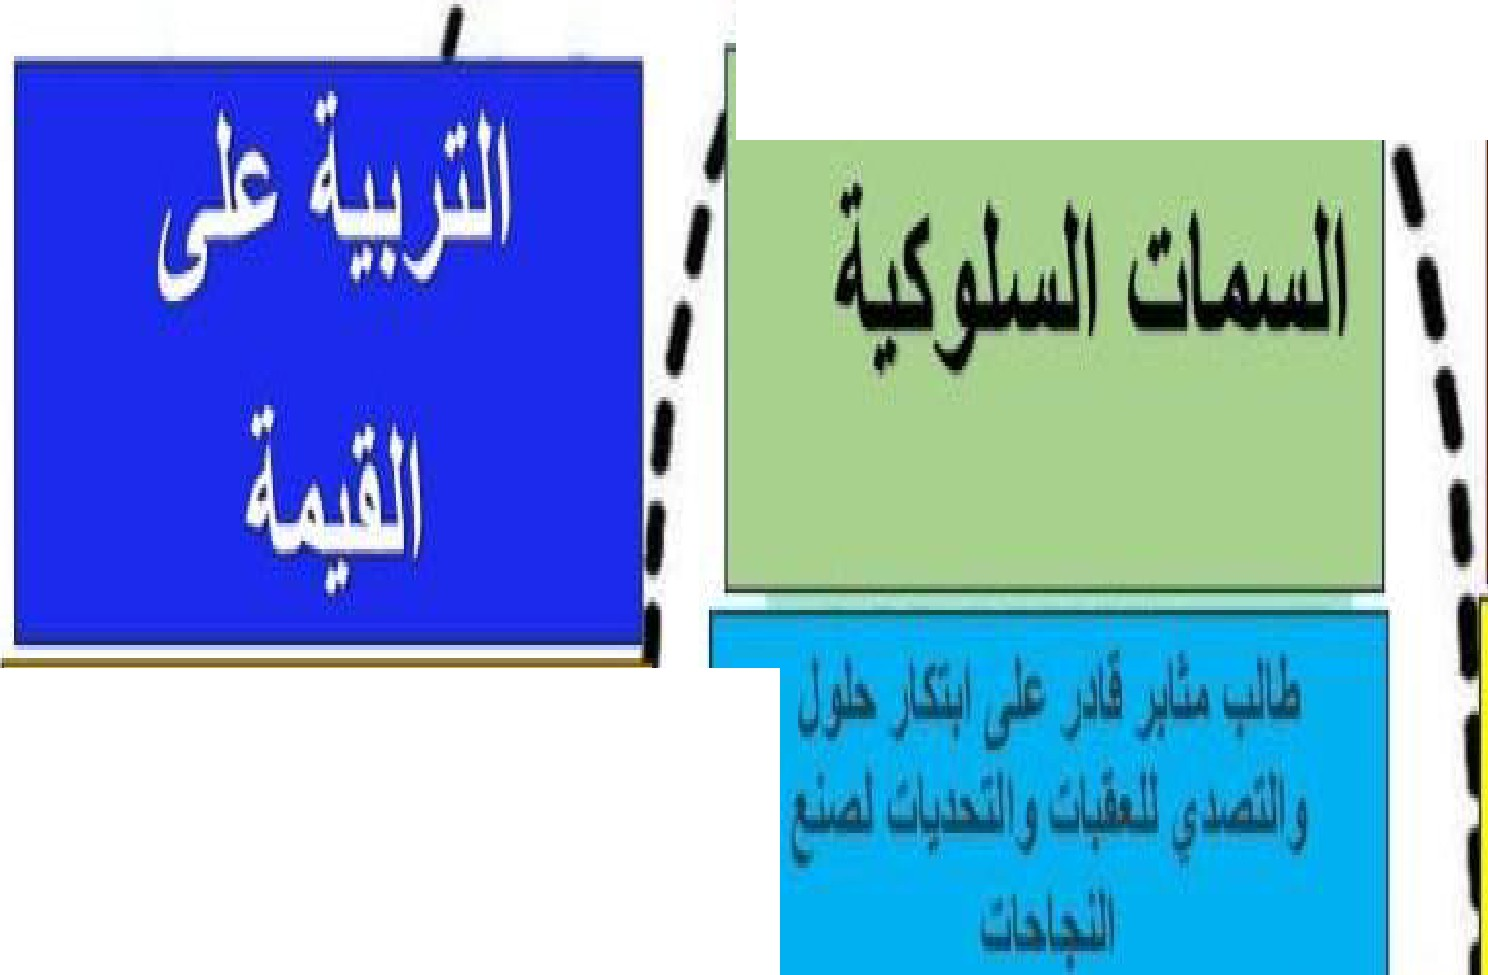 السمات السلوكية
طالب مثابر قادر على ابتكار حلول
والتصدي للعقبات والتحديات لصنع
النجاحات
التربية على
القيمة